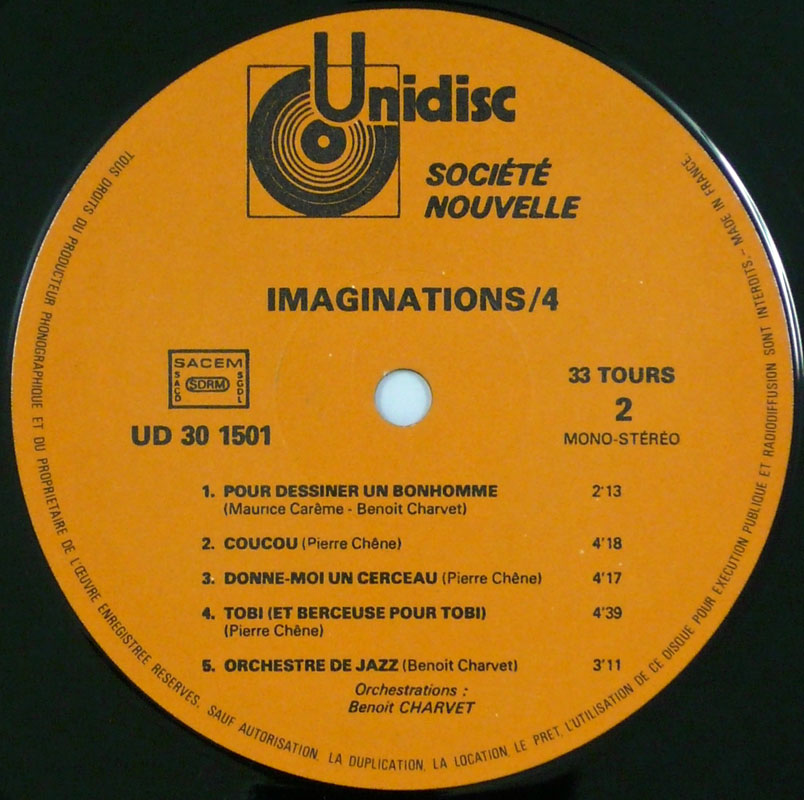 Unidisc
SOCIÉTÉ
NOUVELLE
IMAGINATIONS/4
SACEM
SACD
SDRM
SGDL
UD 30 1501
33 TOURS
2
MONO-STÉRÉO
1. POUR DESSINER UN BONHOMME 2'13
(Maurice Carême - Benoit Charvet)
2. COUCOU (Pierre Chêne) 4'18
3. DONNE-MOI UN CERCEAU (Pierre Chêne) 4'17
4. TOBI (ET BERCEUSE POUR TOBI) 4'39
(Pierre Chêne)
5. ORCHESTRE DE JAZZ (Benoit Charvet) 3'11
Orchestrations :
Benoit CHARVET
TOUS DROITS DU PRODUCTEUR PHONOGRAPHIQUE ET DU PROPRIETAIRE DE L'ŒUVRE ENREGISTREE RESERVES, SAUF AUTORISATION, LA DUPLICATION, LA LOCATION, LE PRET, L'UTILISATION DE CE DISQUE POUR EXECUTION PUBLIQUE ET RADIODIFFUSION SONT INTERDITS. - MADE IN FRANCE.